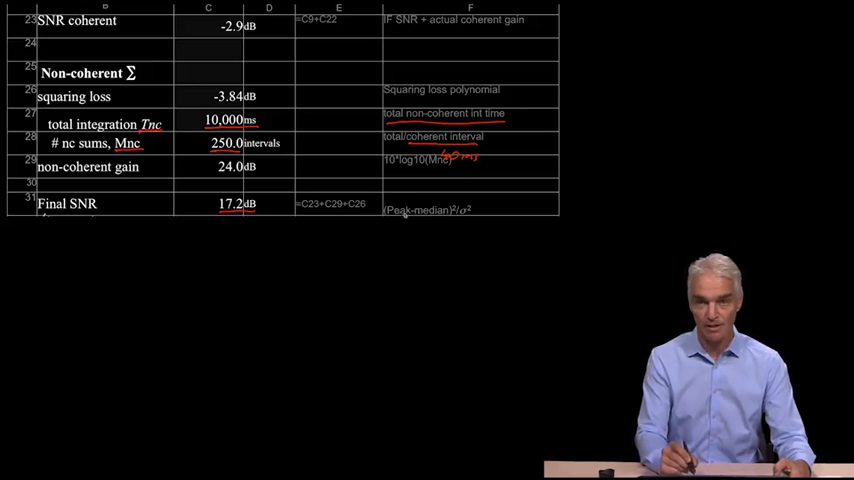 B C D E F
23 SNR coherent -2.9 dB =C9+C22 IF SNR + actual coherent gain
24
25 Non-coherent ∑
26 squaring loss -3.84 dB Squaring loss polynomial
27 total integration Tnc 10,000 ms total non-coherent int time
28 # nc sums, Mnc 250.0 intervals total/coherent interval
40 ms
29 non-coherent gain 24.0 dB 10*log10(Mnc)
30
31 Final SNR 17.2 dB =C23+C29+C26 (Peak-median)²/σ²